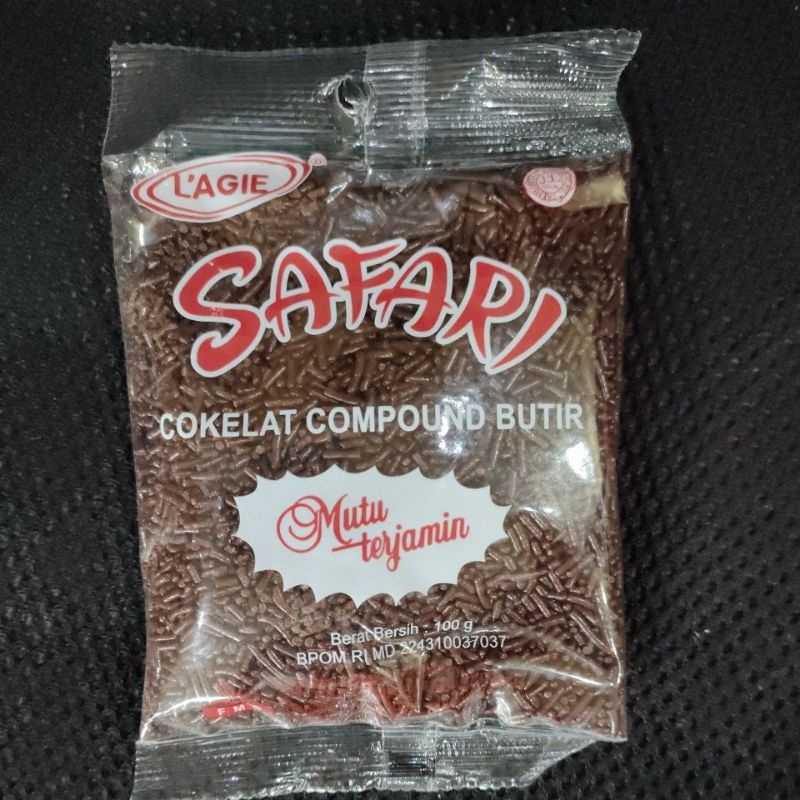 L'AGIE
®
SAFARI
COKELAT COMPOUND BUTIR
Mutu
terjamin
Berat Bersih - 100 g
BPOM RI MD 224310037037